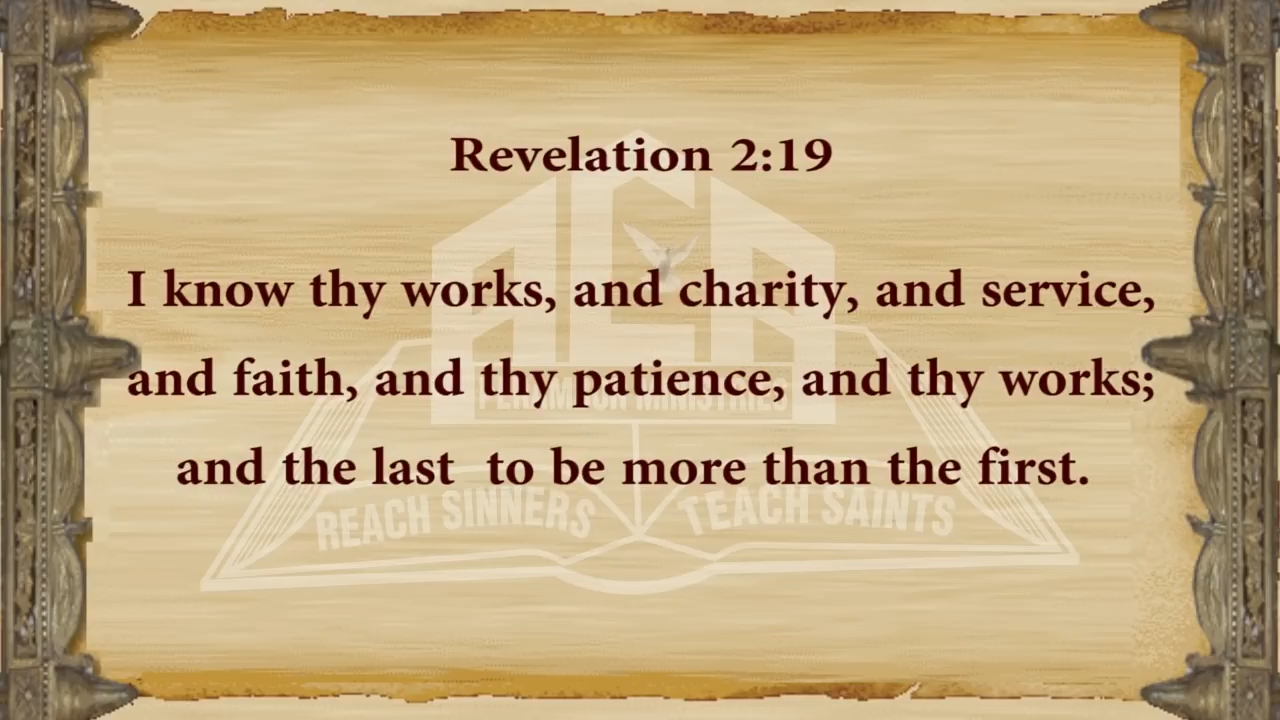 Revelation 2:19
I know thy works, and charity, and service,
and faith, and thy patience, and thy works;
and the last to be more than the first.
REACH SINNERS TEACH SAINTS